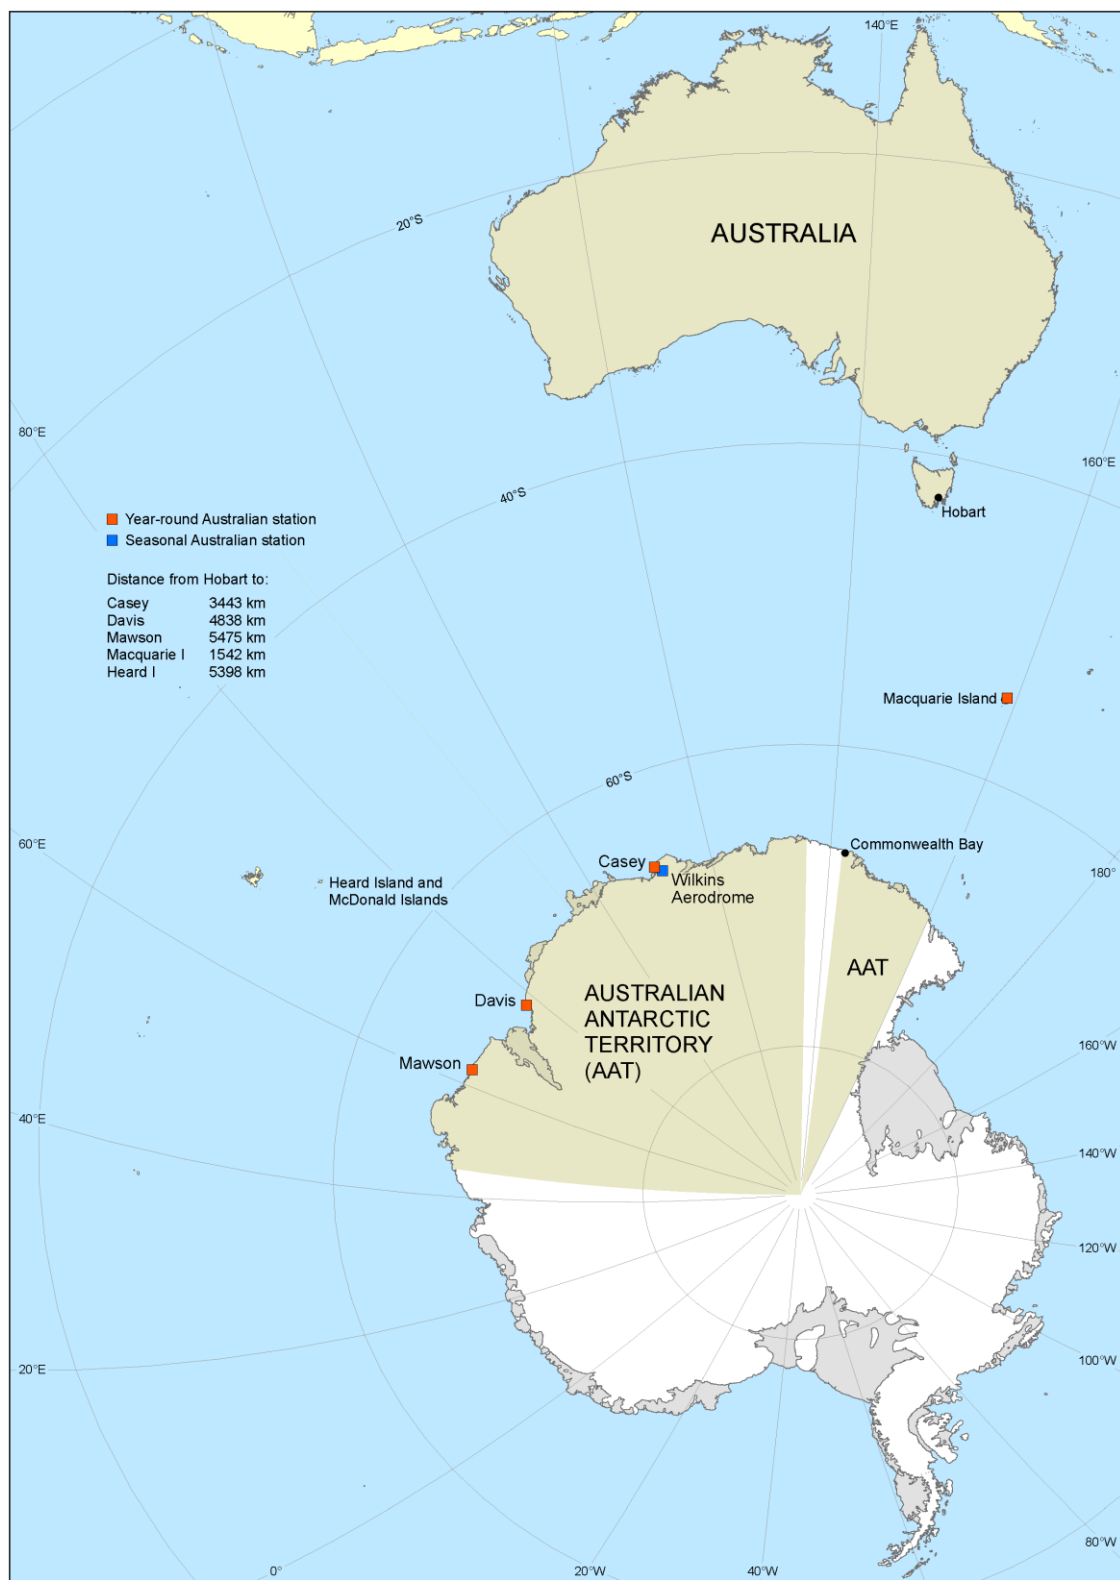 140°E
20°S
AUSTRALIA
80°E
40°S
160°E
Hobart
Year-round Australian station
Seasonal Australian station
Distance from Hobart to:
Casey 3443 km
Davis 4838 km
Mawson 5475 km
Macquarie I 1542 km
Heard I 5398 km
Macquarie Island
60°S
60°E
Commonwealth Bay
Casey
Wilkins
Aerodrome
180°
Heard Island and
McDonald Islands
AAT
Davis
AUSTRALIAN
ANTARCTIC
TERRITORY
(AAT)
Mawson
160°W
40°E
140°W
120°W
20°E
100°W
80°W
0°
20°W
40°W